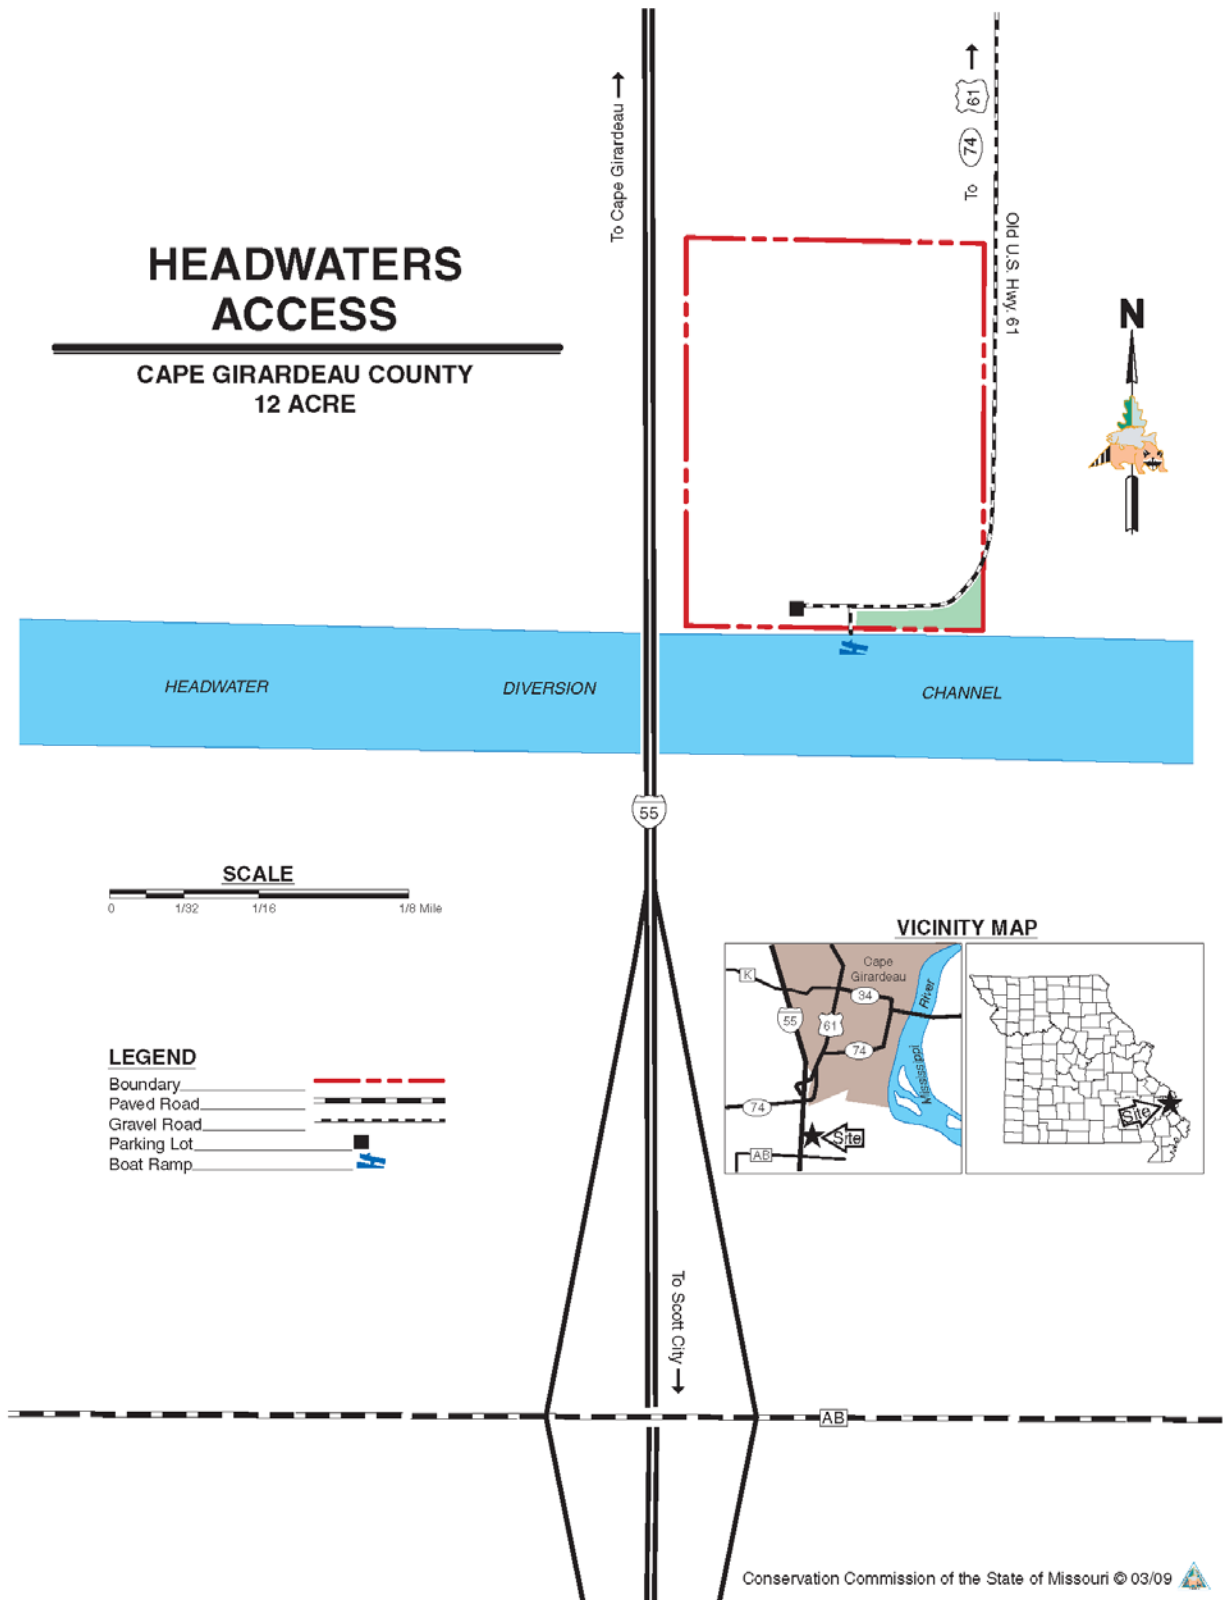 To Cape Girardeau
To 74 61
Old U.S. Hwy. 61
HEADWATERS
ACCESS
CAPE GIRARDEAU COUNTY
12 ACRE
N
HEADWATER DIVERSION CHANNEL
55
SCALE
0 1/32 1/16 1/8 Mile
VICINITY MAP
Cape
Girardeau
K
34
River
55
61
74
Mississippi
74
Site
AB
Site
LEGEND
Boundary
Paved Road
Gravel Road
Parking Lot
Boat Ramp
To Scott City
AB
Conservation Commission of the State of Missouri © 03/09